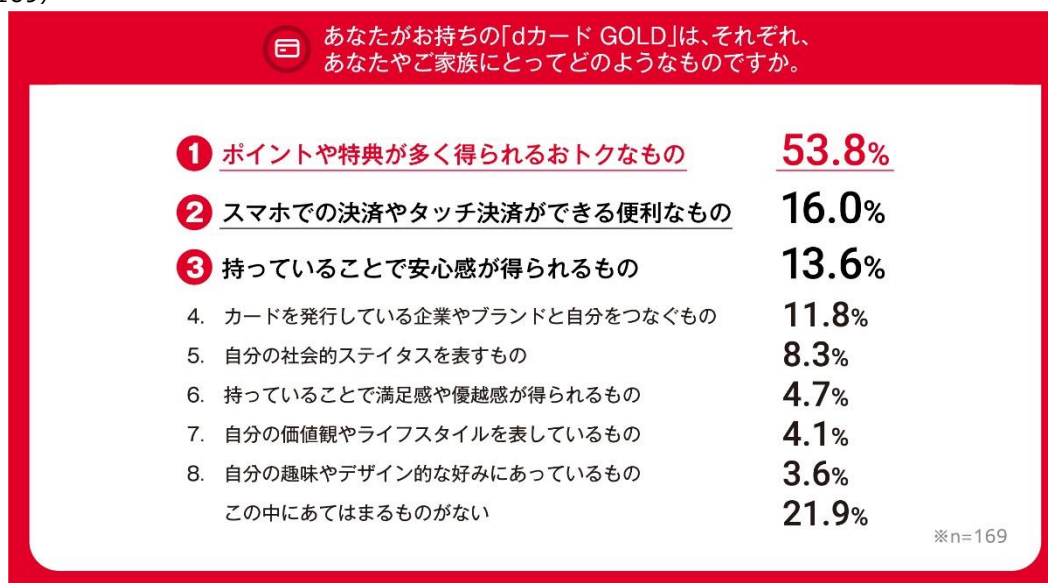 169)
あなたがお持ちの「dカード GOLD」は、それぞれ、
あなたやご家族にとってどのようなものですか。
1 ポイントや特典が多く得られるおトクなもの 53.8%
2 スマホでの決済やタッチ決済ができる便利なもの 16.0%
3 持っていることで安心感が得られるもの 13.6%
4. カードを発行している企業やブランドと自分をつなぐもの 11.8%
5. 自分の社会的ステイタスを表すもの 8.3%
6. 持っていることで満足感や優越感が得られるもの 4.7%
7. 自分の価値観やライフスタイルを表しているもの 4.1%
8. 自分の趣味やデザイン的な好みにあっているもの 3.6%
この中にあてはまるものがない 21.9%
※n=169